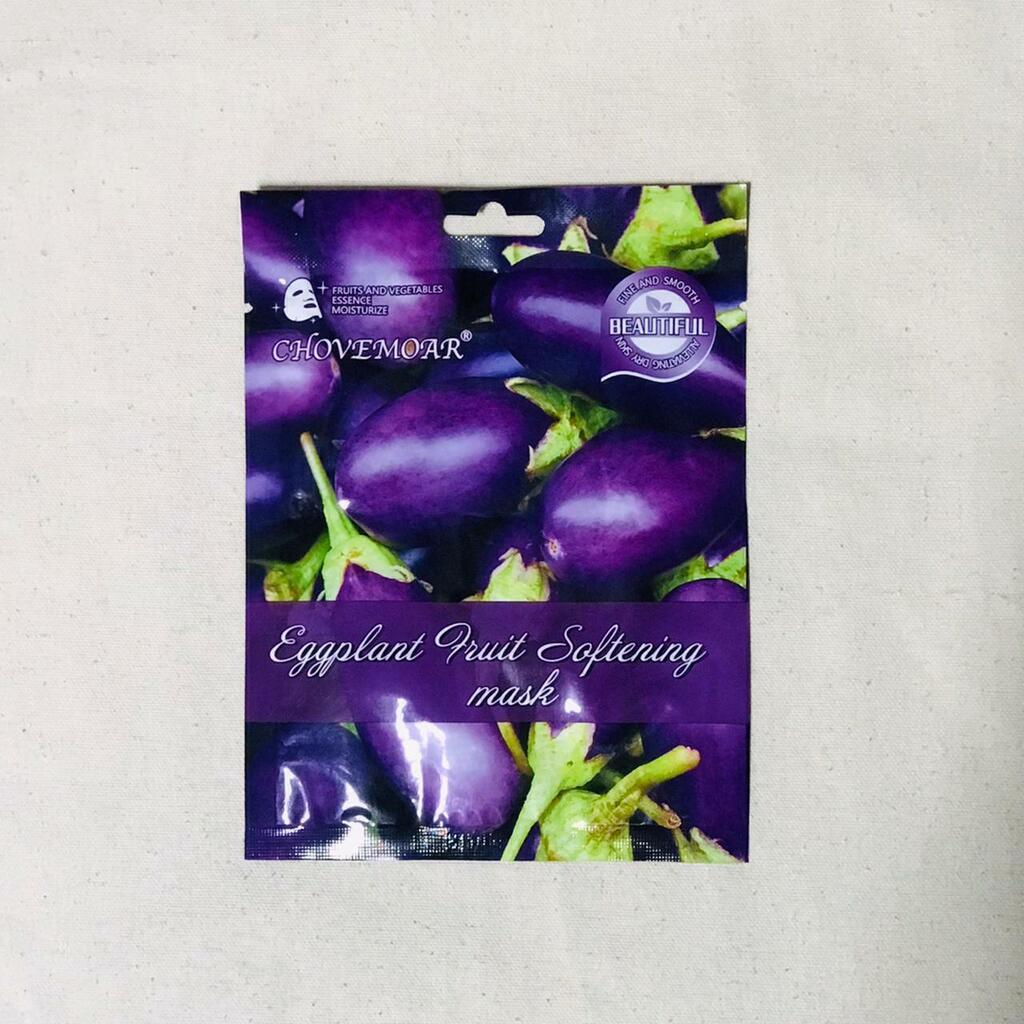 FRUITS AND VEGETABLES
ESSENCE
MOISTURIZE
CHOVEMOAR®
FINE AND SMOOTH
BEAUTIFUL
ALLEVIATING DRY SKIN
Eggplant Fruit Softening
mask